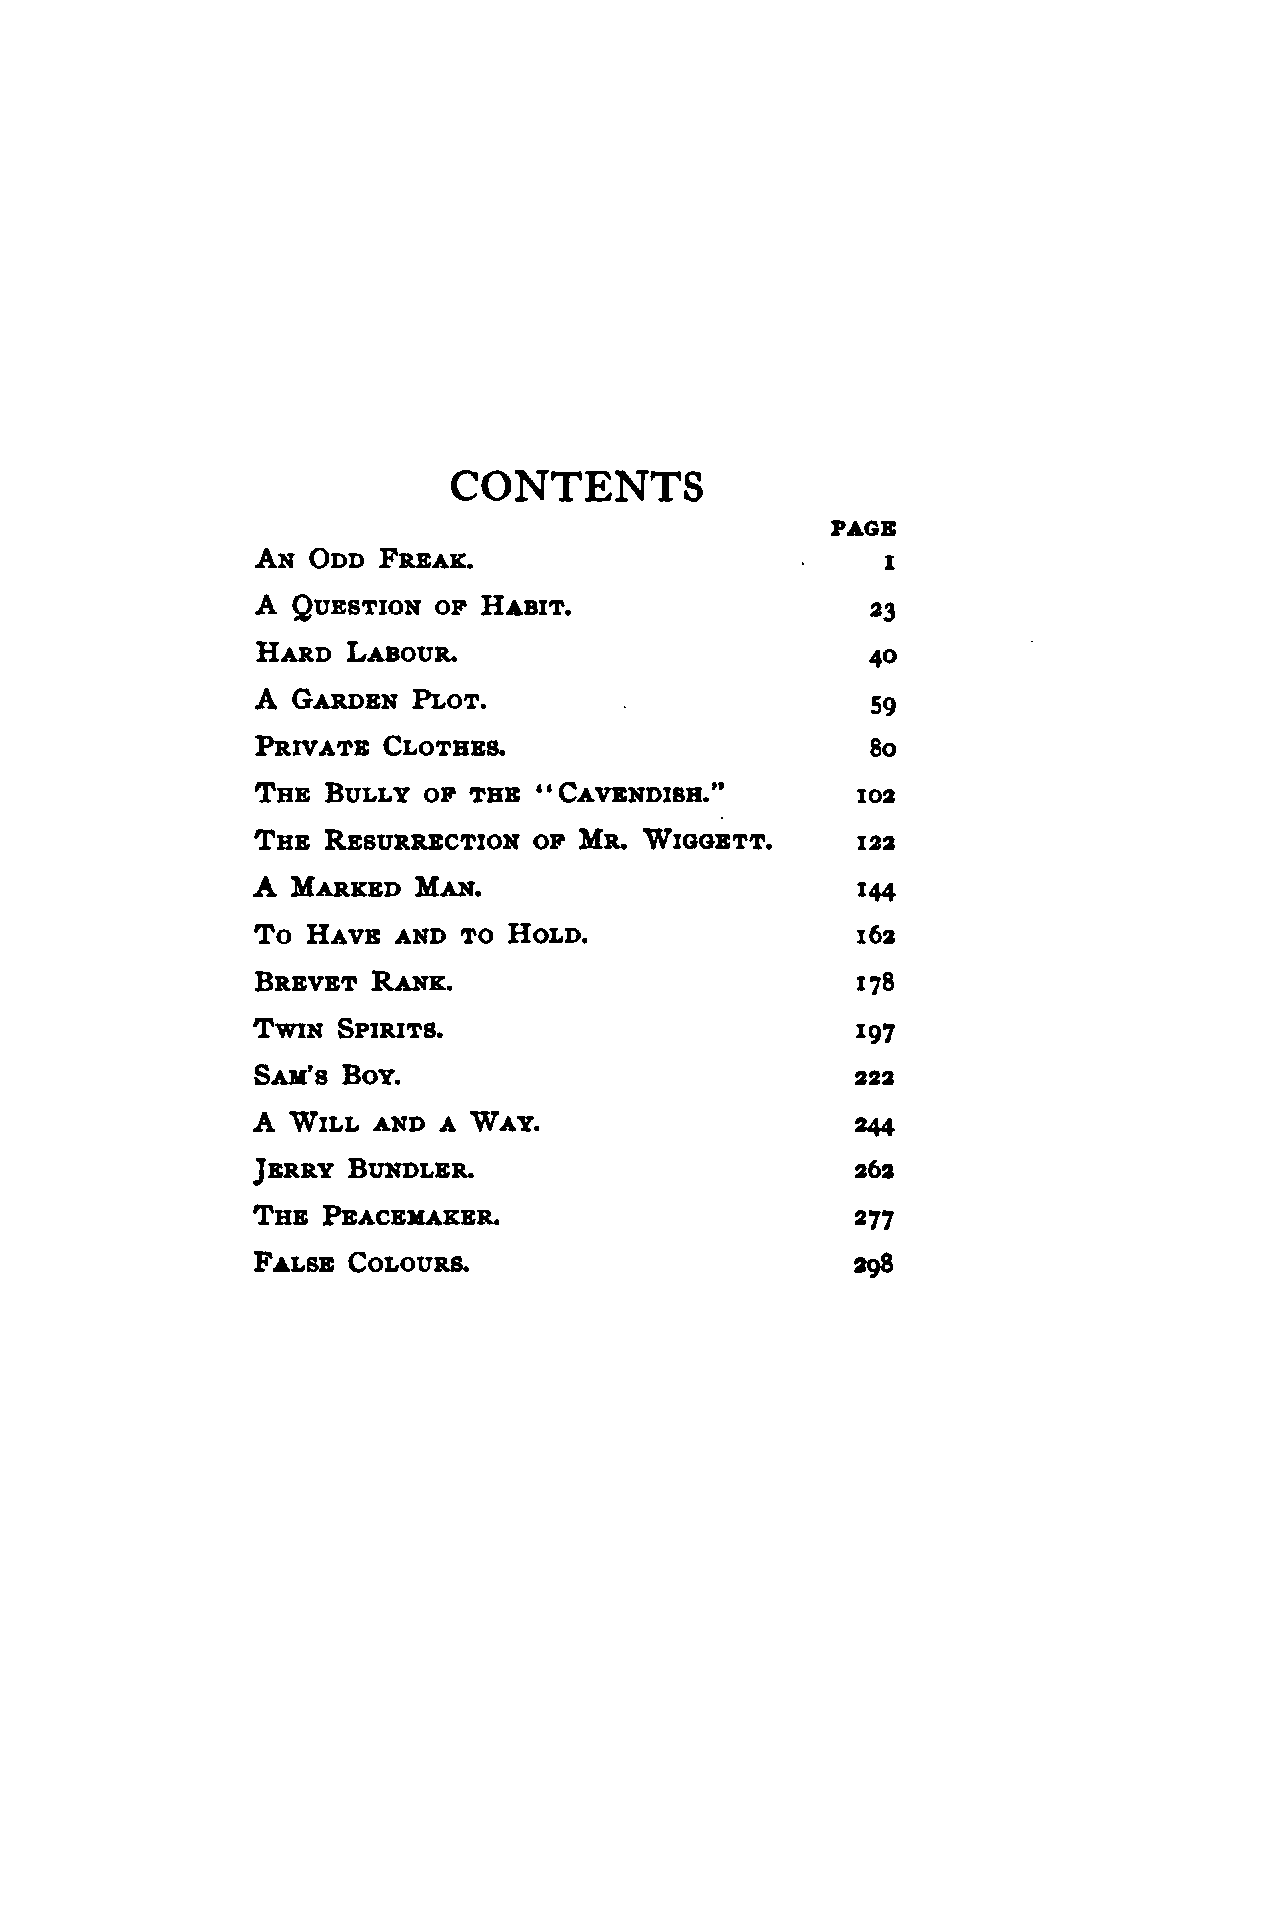 CONTENTS
PAGE
An Odd Freak. 1
A Question of Habit. 23
Hard Labour. 40
A Garden Plot. 59
Private Clothes. 80
The Bully of the "Cavendish." 102
The Resurrection of Mr. Wiggett. 122
A Marked Man. 144
To Have and to Hold. 162
Brevet Rank. 178
Twin Spirits. 197
Sam's Boy. 222
A Will and a Way. 244
Jerry Bundler. 262
The Peacemaker. 277
False Colours. 298